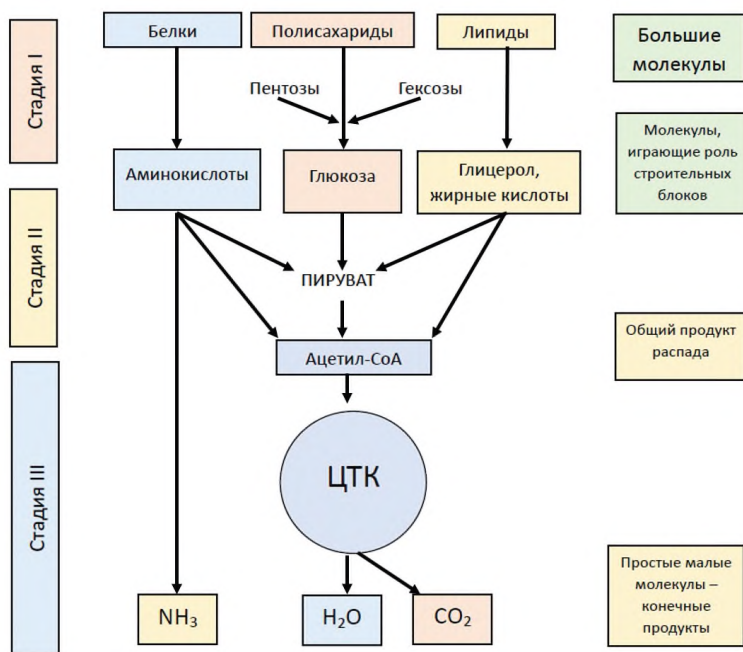 Стадия I
Белки
Полисахариды
Липиды
Большие
молекулы
Пентозы
Гексозы
Аминокислоты
Глюкоза
Глицерол,
жирные кислоты
Молекулы,
играющие роль
строительных
блоков
Стадия II
ПИРУВАТ
Ацетил-СоА
Общий продукт
распада
Стадия III
ЦТК
NH₃
H₂O
CO₂
Простые малые
молекулы –
конечные
продукты